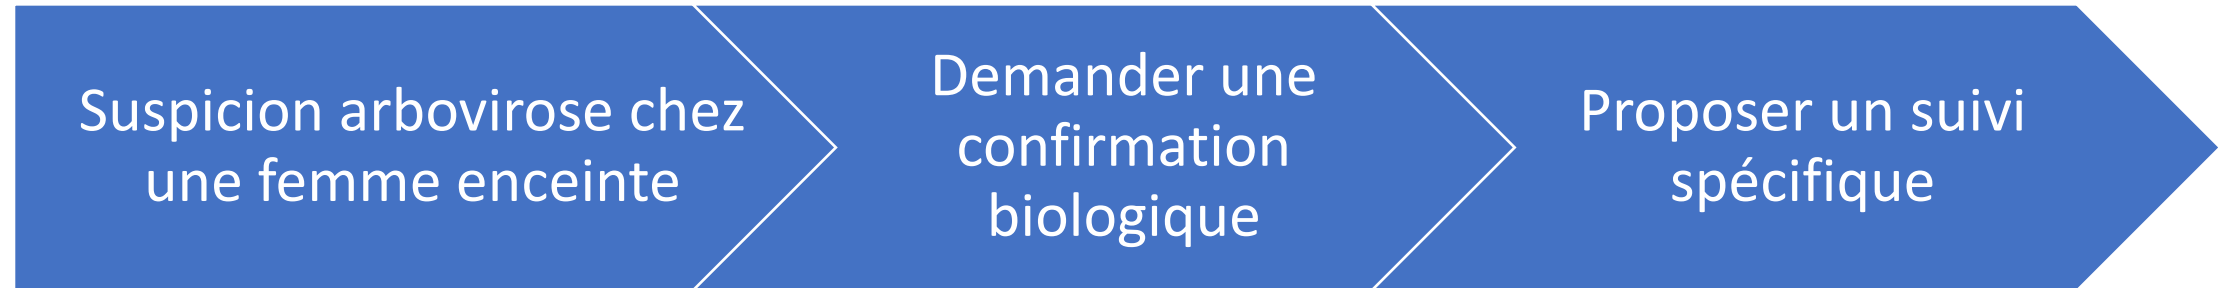 Suspicion arbovirose chez
une femme enceinte
Demander une
confirmation
biologique
Proposer un suivi
spécifique